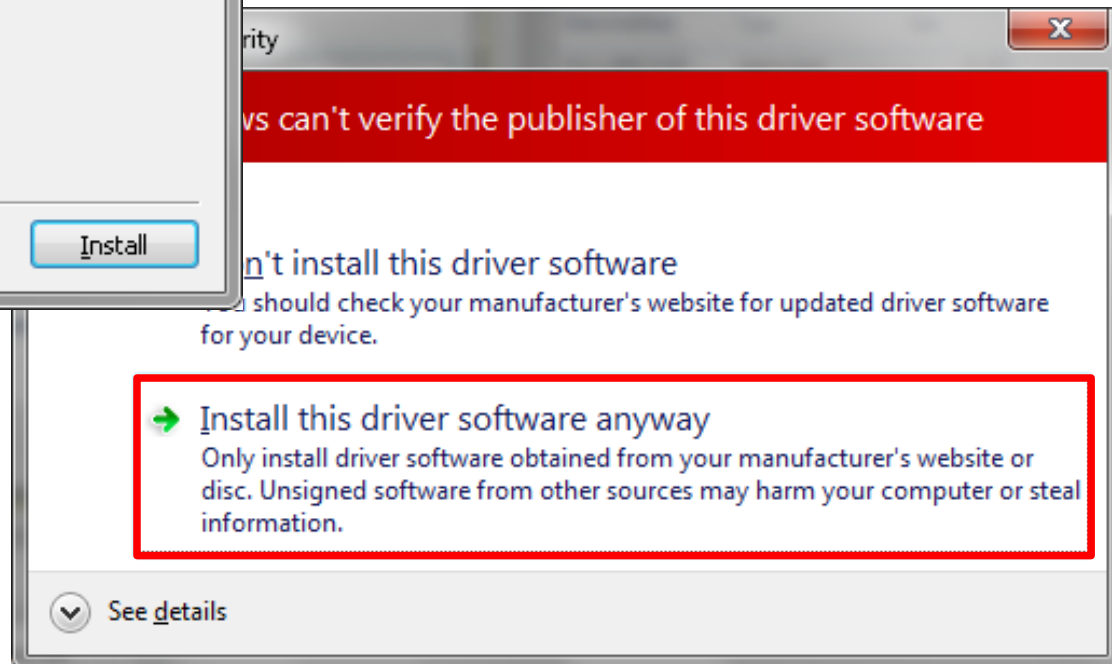 rity
ws can't verify the publisher of this driver software
Install
n't install this driver software
should check your manufacturer's website for updated driver software
for your device.
Install this driver software anyway
Only install driver software obtained from your manufacturer's website or
disc. Unsigned software from other sources may harm your computer or steal
information.
See details